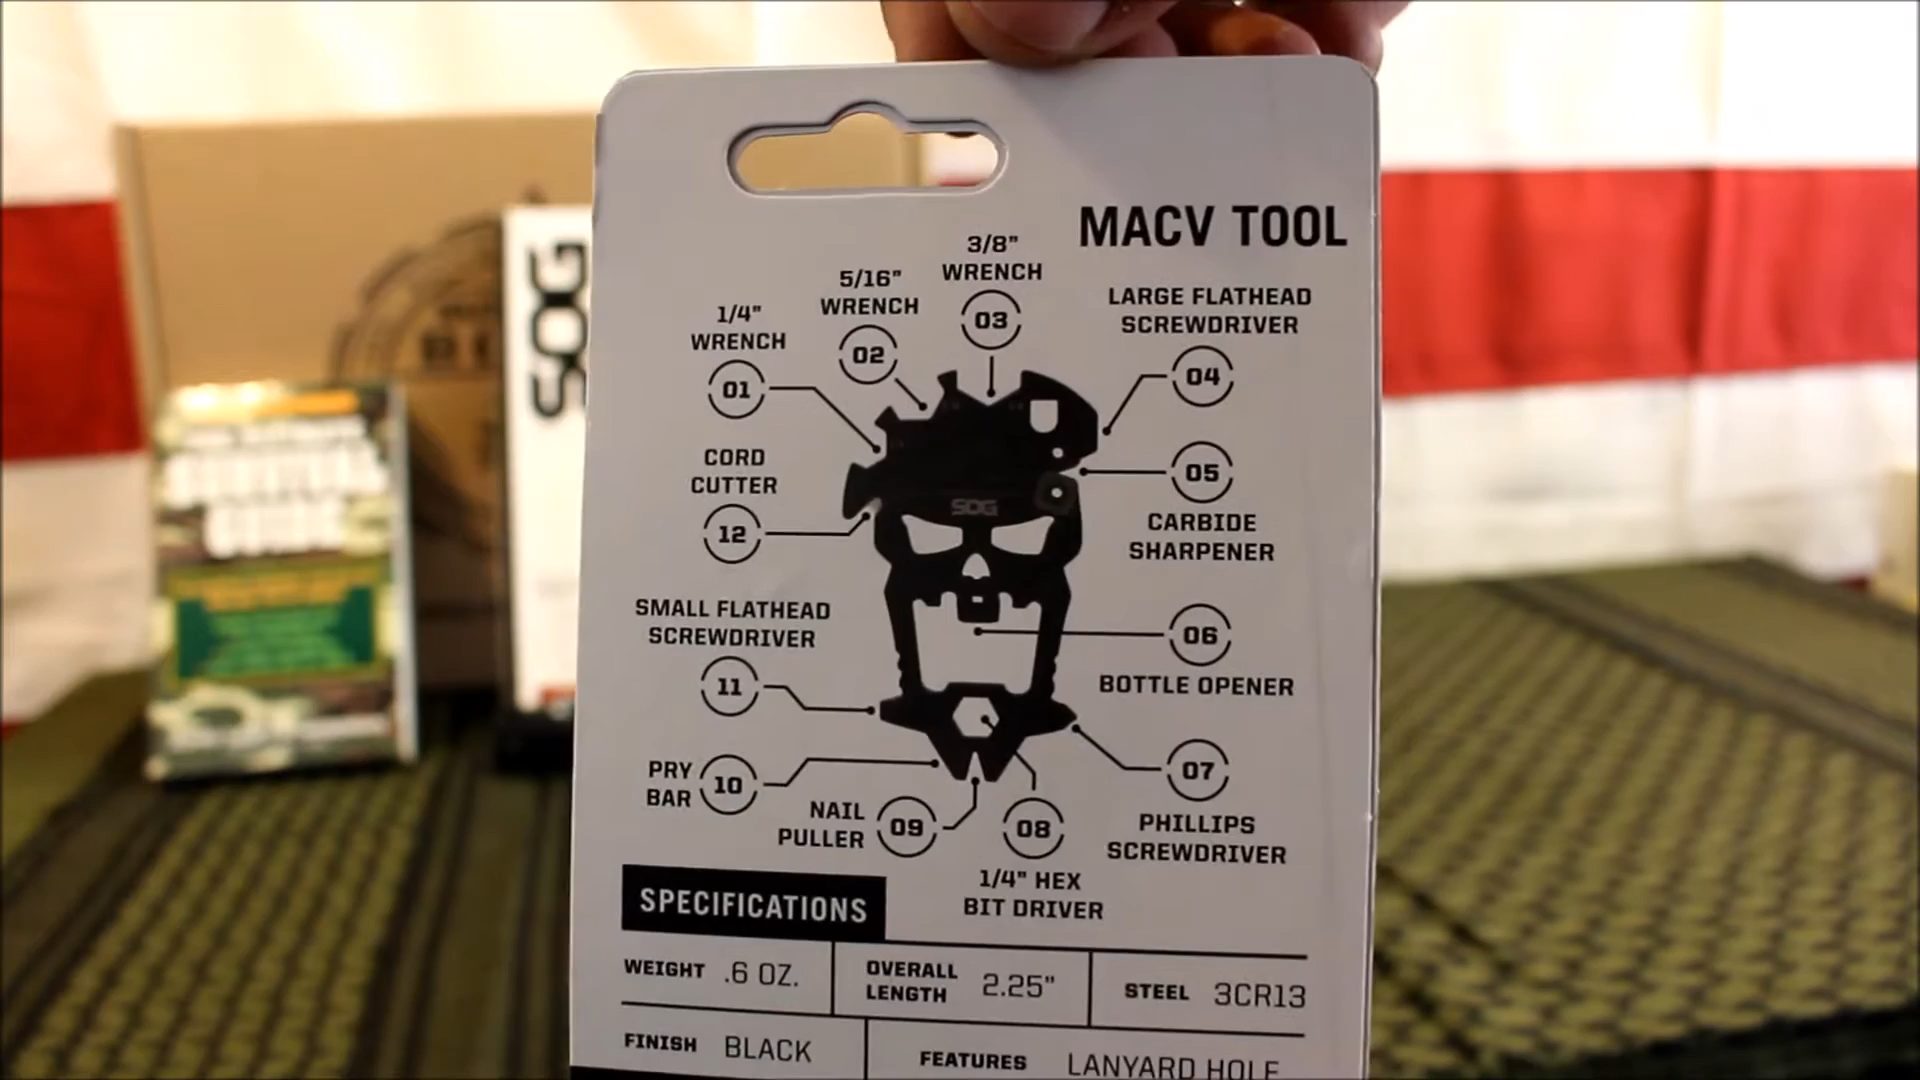 MACV TOOL
3/8"
WRENCH
03
5/16"
WRENCH
02
1/4"
WRENCH
01
LARGE FLATHEAD
SCREWDRIVER
04
05
CARBIDE
SHARPENER
06
BOTTLE OPENER
07
PHILLIPS
SCREWDRIVER
08
1/4" HEX
BIT DRIVER
NAIL
PULLER
09
PRY
BAR
10
SMALL FLATHEAD
SCREWDRIVER
11
CORD
CUTTER
12
SOG
SOG
SPECIFICATIONS
WEIGHT .6 OZ.
OVERALL
LENGTH 2.25"
STEEL 3CR13
FINISH BLACK
FEATURES LANYARD HOLE